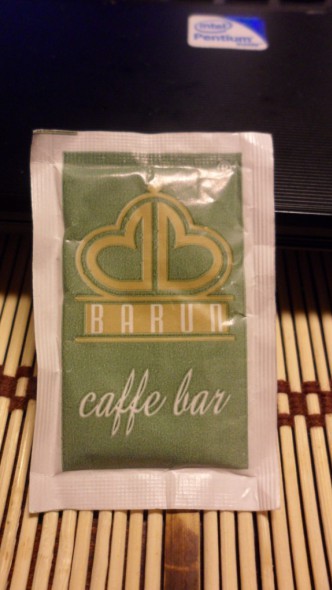 intel
Pentium
BARUN
caffe bar